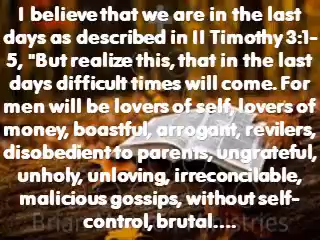 I believe that we are in the last
days as described in II Timothy 3:1-
5, "But realize this, that in the last
days difficult times will come. For
men will be lovers of self, lovers of
money, boastful, arrogant, revilers,
disobedient to parents, ungrateful,
unholy, unloving, irreconcilable,
malicious gossips, without self-
control, brutal....